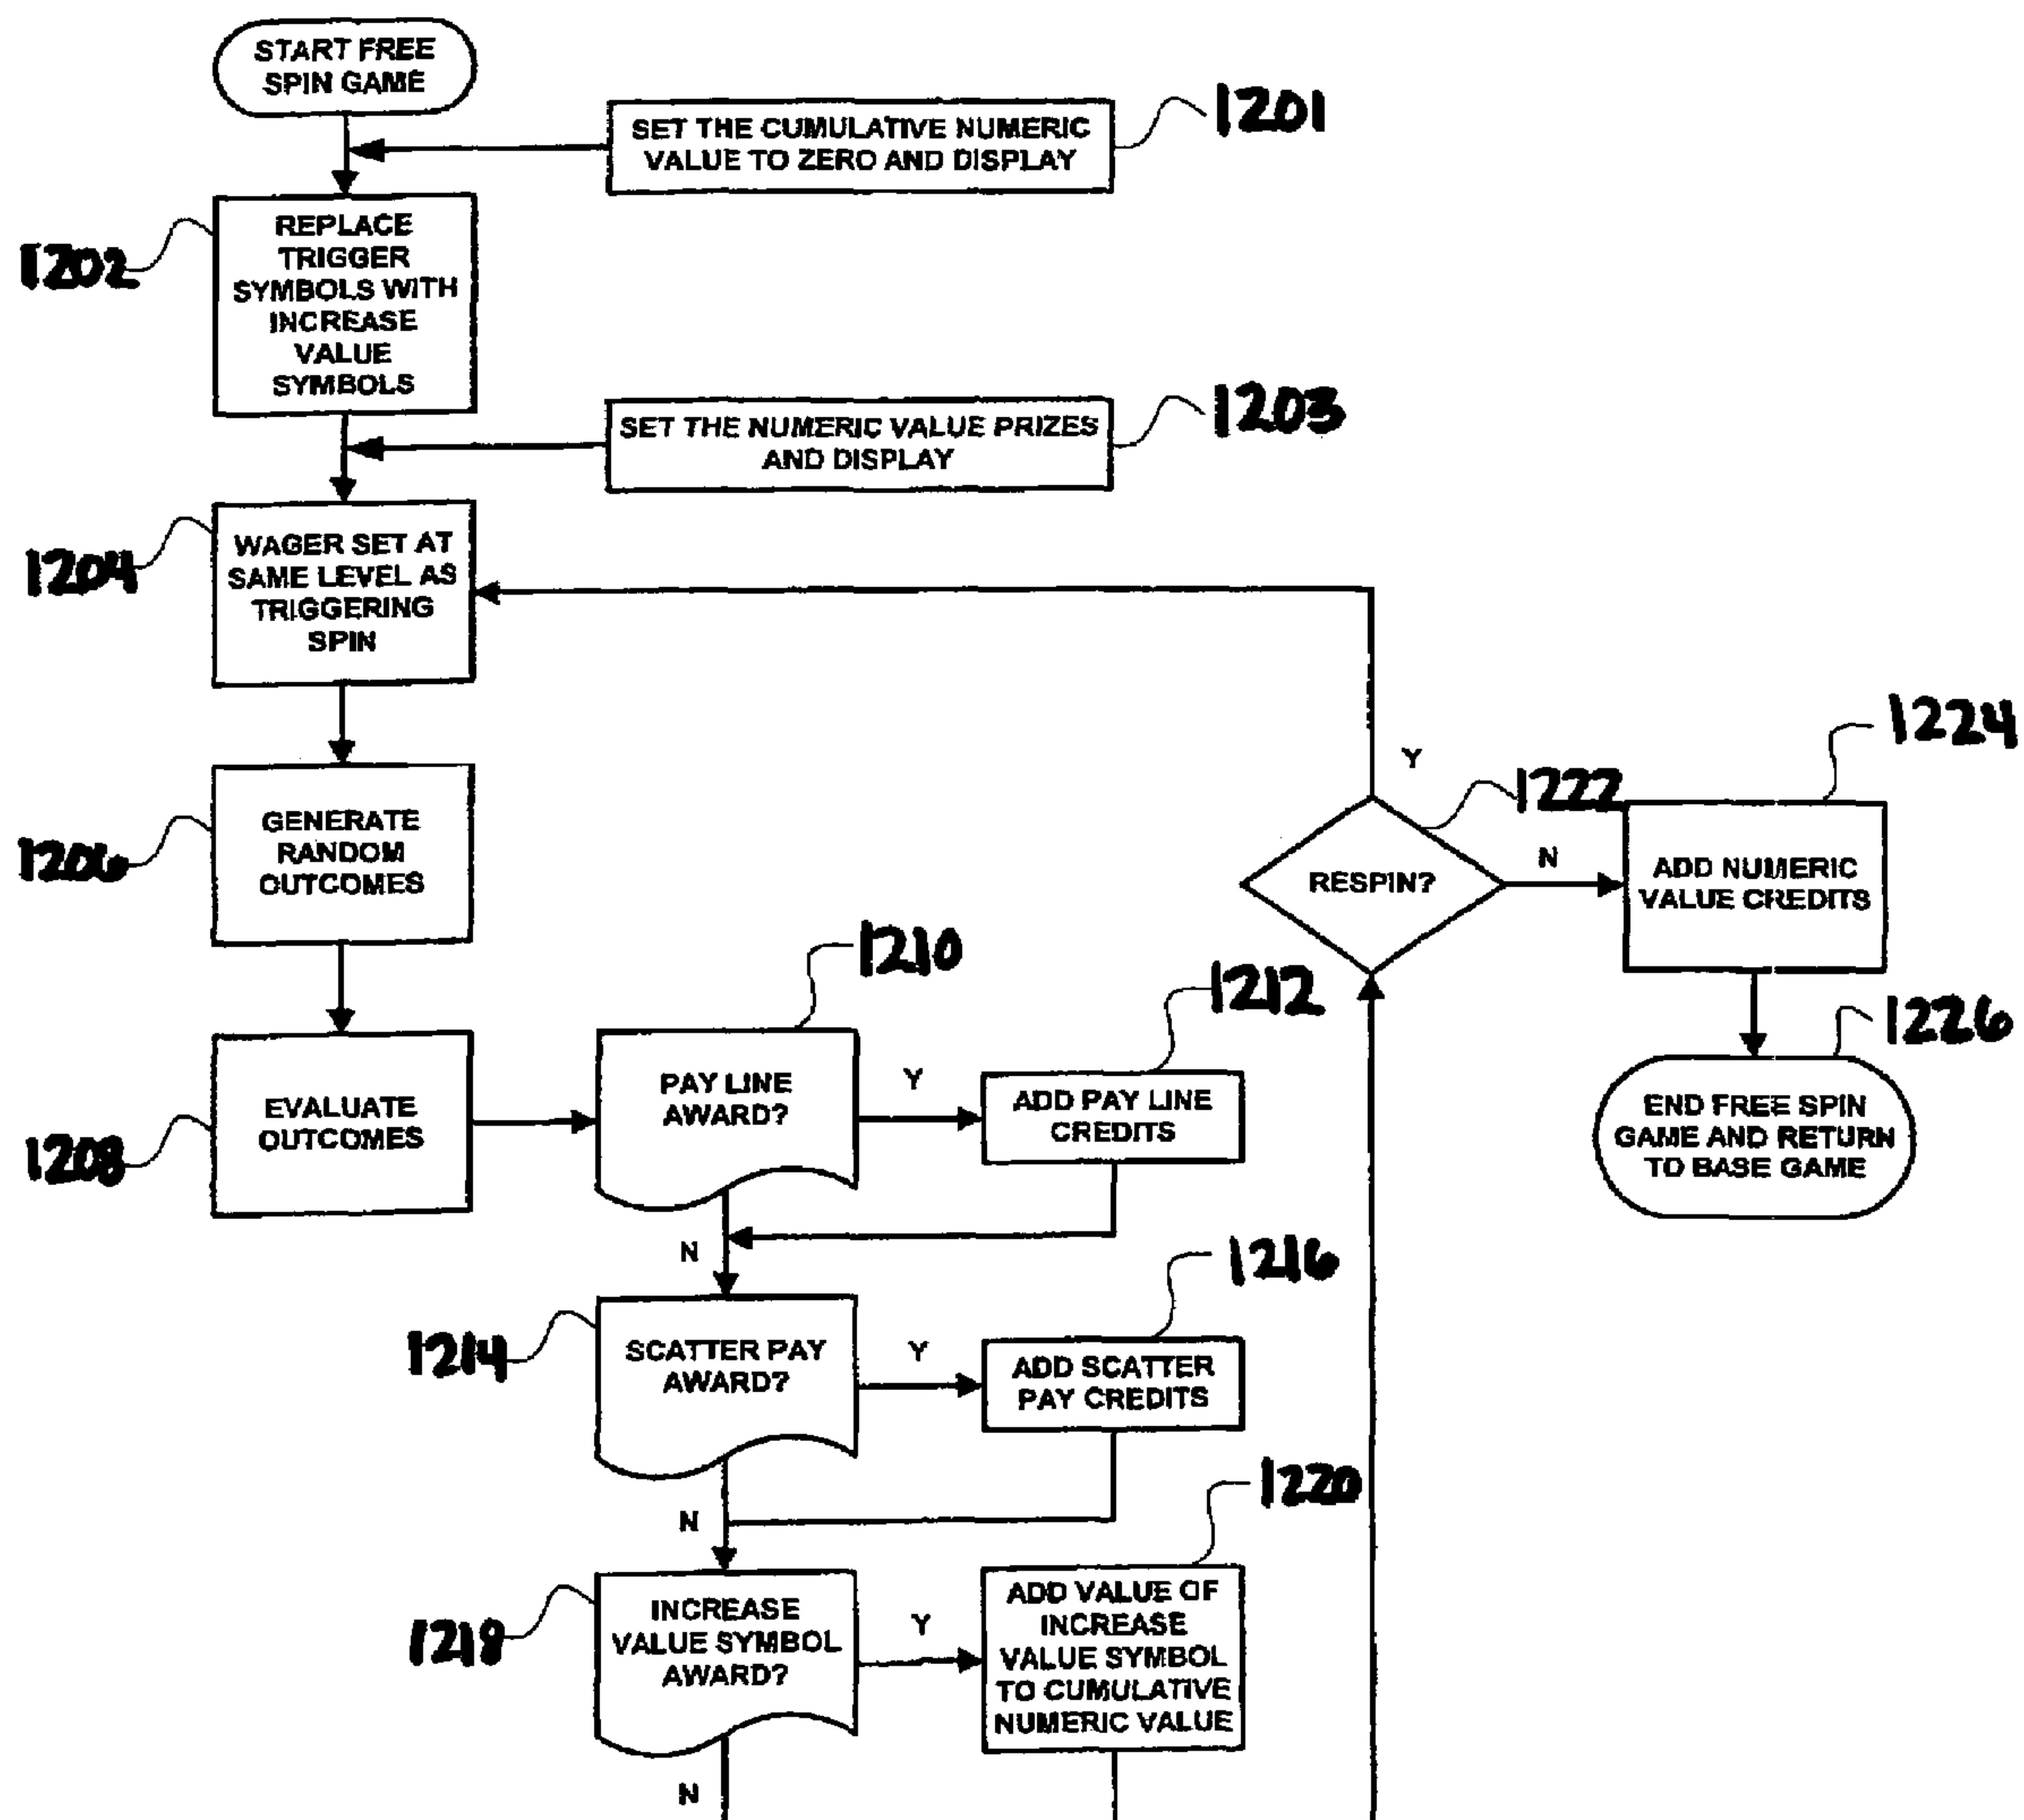 START FREE
SPIN GAME
SET THE CUMULATIVE NUMERIC
VALUE TO ZERO AND DISPLAY
1201
REPLACE
TRIGGER
SYMBOLS WITH
INCREASE
VALUE
SYMBOLS
1202
SET THE NUMERIC VALUE PRIZES
AND DISPLAY
1203
WAGER SET AT
SAME LEVEL AS
TRIGGERING
SPIN
1204
GENERATE
RANDOM
OUTCOMES
1206
EVALUATE
OUTCOMES
1208
PAY LINE
AWARD?
1210
Y
N
ADD PAY LINE
CREDITS
1212
SCATTER PAY
AWARD?
1214
Y
N
ADD SCATTER
PAY CREDITS
1216
INCREASE
VALUE SYMBOL
AWARD?
1218
Y
N
ADD VALUE OF
INCREASE
VALUE SYMBOL
TO CUMULATIVE
NUMERIC VALUE
1220
RESPIN?
1222
Y
N
ADD NUMERIC
VALUE CREDITS
1224
END FREE SPIN
GAME AND RETURN
TO BASE GAME
1226